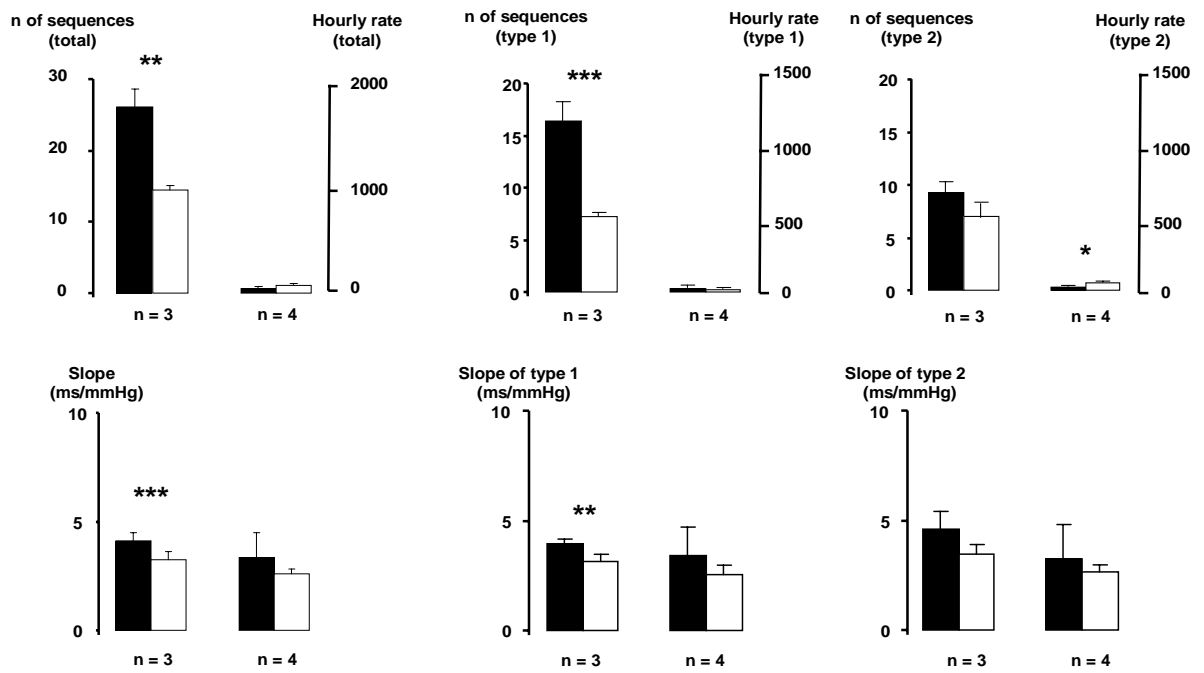 n of sequences
(total)
Hourly rate
(total)
30
20
10
0
**
2000
1000
0
n = 3
n = 4
n of sequences
(type 1)
Hourly rate
(type 1)
20
15
10
5
0
***
1500
1000
500
0
n = 3
n = 4
n of sequences
(type 2)
Hourly rate
(type 2)
20
15
10
5
0
*
1500
1000
500
0
n = 3
n = 4
Slope
(ms/mmHg)
10
5
0
***
n = 3
n = 4
Slope of type 1
(ms/mmHg)
10
5
0
**
n = 3
n = 4
Slope of type 2
(ms/mmHg)
10
5
0
n = 3
n = 4